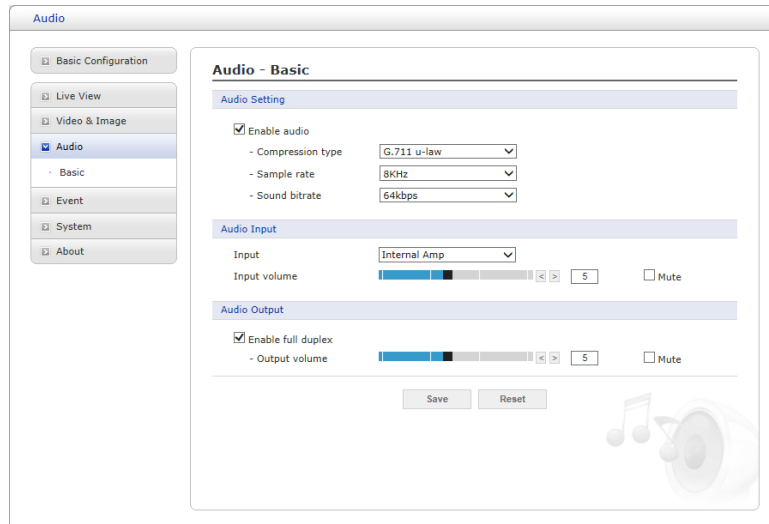 Audio
Basic Configuration
Live View
Video & Image
Audio
· Basic
Event
System
About
Audio - Basic
Audio Setting
Enable audio
- Compression type G.711 u-law
- Sample rate 8KHz
- Sound bitrate 64kbps
Audio Input
Input Internal Amp
Input volume < > 5 Mute
Audio Output
Enable full duplex
- Output volume < > 5 Mute
Save Reset